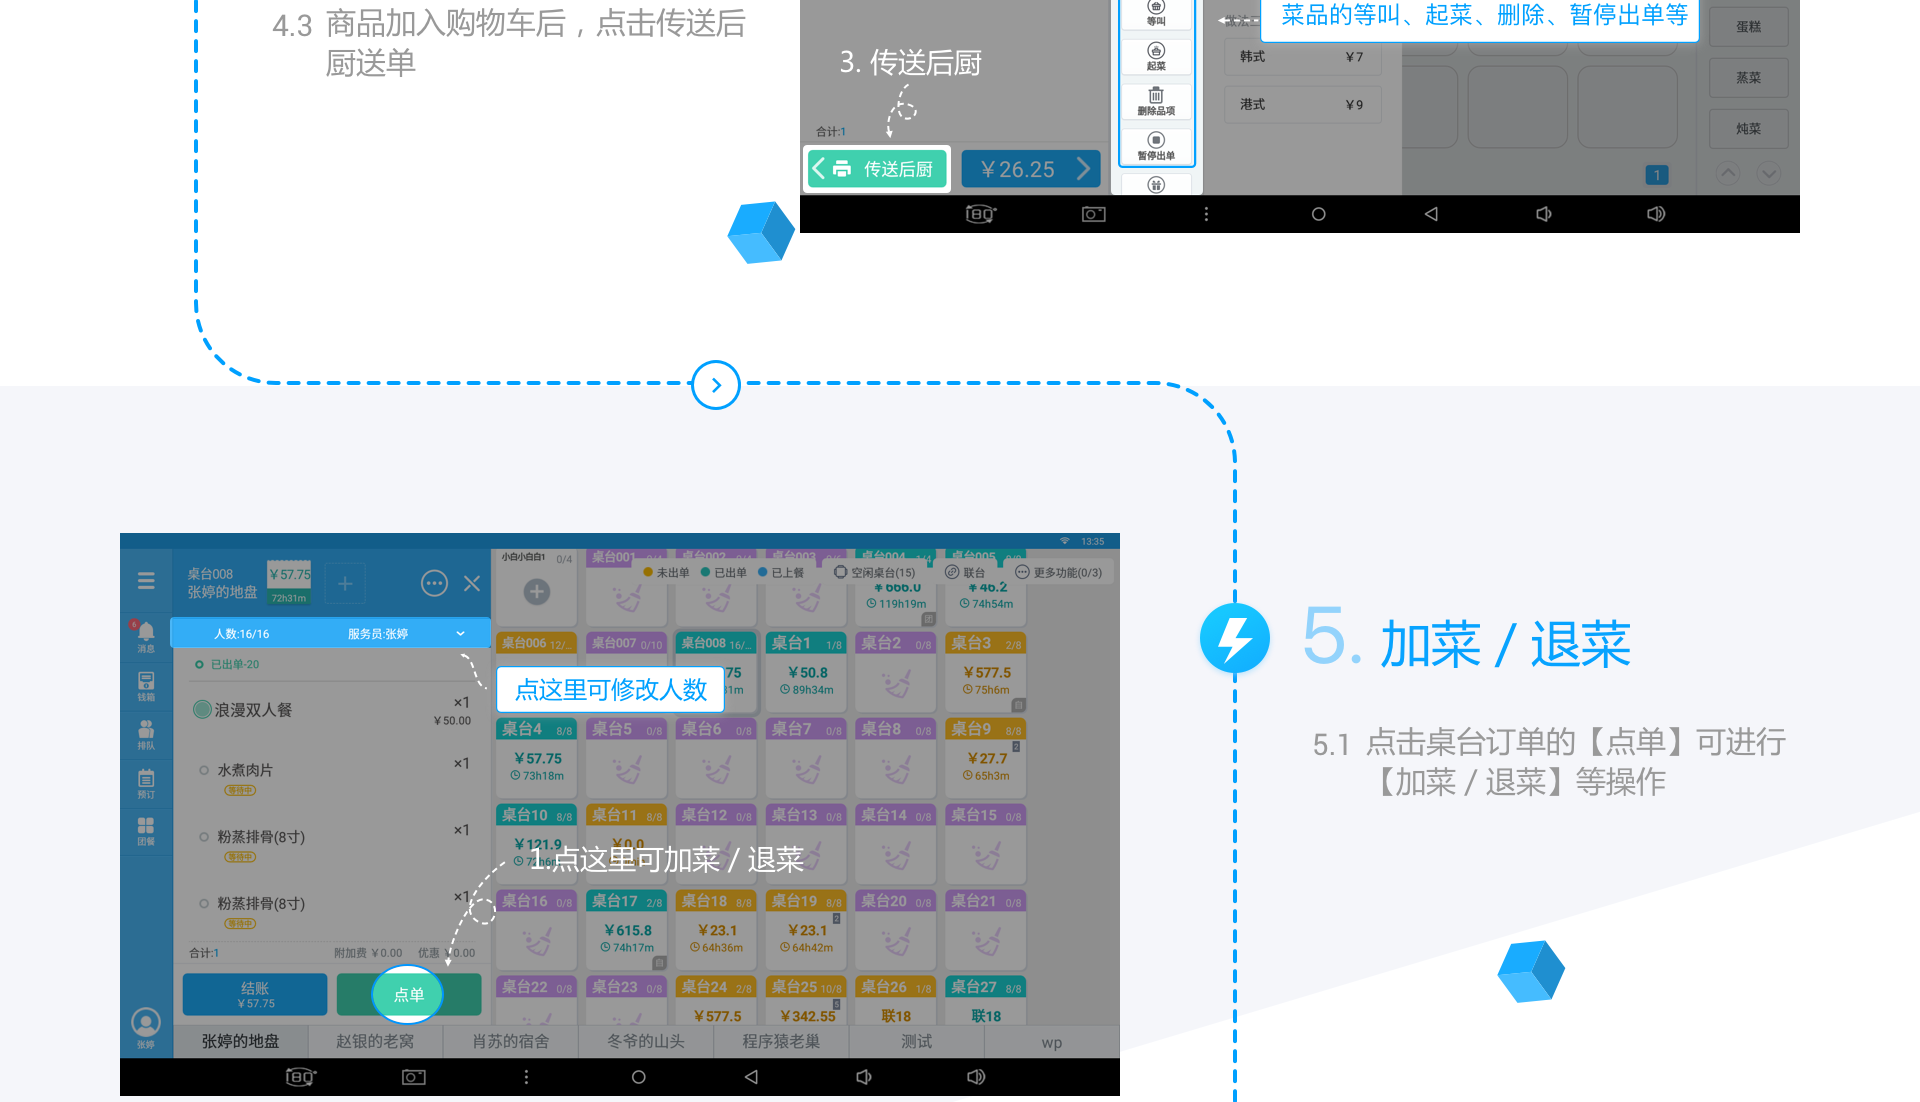 4.3 商品加入购物车后，点击传送后
厨送单
3. 传送后厨
合计:1
传送后厨
￥26.25
等叫
起菜
删除品项
暂停出单
菜品的等叫、起菜、删除、暂停出单等
韩式 ￥7
港式 ￥9
蛋糕
蒸菜
炖菜
1
13:35
桌台008
张婷的地盘
￥57.75
72h31m
人数:16/16 服务员:张婷
6
消息
钱箱
排队
预订
团餐
张婷
已出单-20
浪漫双人餐 ×1
￥50.00
水煮肉片 ×1
等待中
粉蒸排骨(8寸) ×1
等待中
粉蒸排骨(8寸) ×1
等待中
合计:1 附加费 ￥0.00 优惠 ￥0.00
结账
￥57.75
点单
点这里可修改人数
1.点这里可加菜 / 退菜
小白小白白1 0/4
桌台001 桌台002 桌台003 桌台004 桌台005
未出单 已出单 已上餐 空闲桌台(15) 联台 更多功能(0/3)
￥666.0 ￥46.2
119h19m 74h54m
团
桌台006 12/... 桌台007 0/10 桌台008 16/... 桌台1 1/8 桌台2 0/8 桌台3 2/8
￥50.8 ￥577.5
89h34m 75h6m
自
桌台4 8/8 桌台5 0/8 桌台6 0/8 桌台7 0/8 桌台8 0/8 桌台9 8/8
2
￥57.75 ￥27.7
73h18m 65h3m
桌台10 8/8 桌台11 8/8 桌台12 0/8 桌台13 0/8 桌台14 0/8 桌台15 0/8
￥121.9 ￥0.0
桌台16 0/8 桌台17 2/8 桌台18 8/8 桌台19 8/8 桌台20 0/8 桌台21 0/8
2
￥615.8 ￥23.1 ￥23.1
74h17m 64h36m 64h42m
自
桌台22 0/8 桌台23 0/8 桌台24 2/8 桌台25 10/8 桌台26 1/8 桌台27 8/8
5
￥577.5 ￥342.55 联18 联18
张婷的地盘 赵银的老窝 肖苏的宿舍 冬爷的山头 程序猿老巢 测试 wp
5. 加菜 / 退菜
5.1 点击桌台订单的【点单】可进行
【加菜 / 退菜】等操作